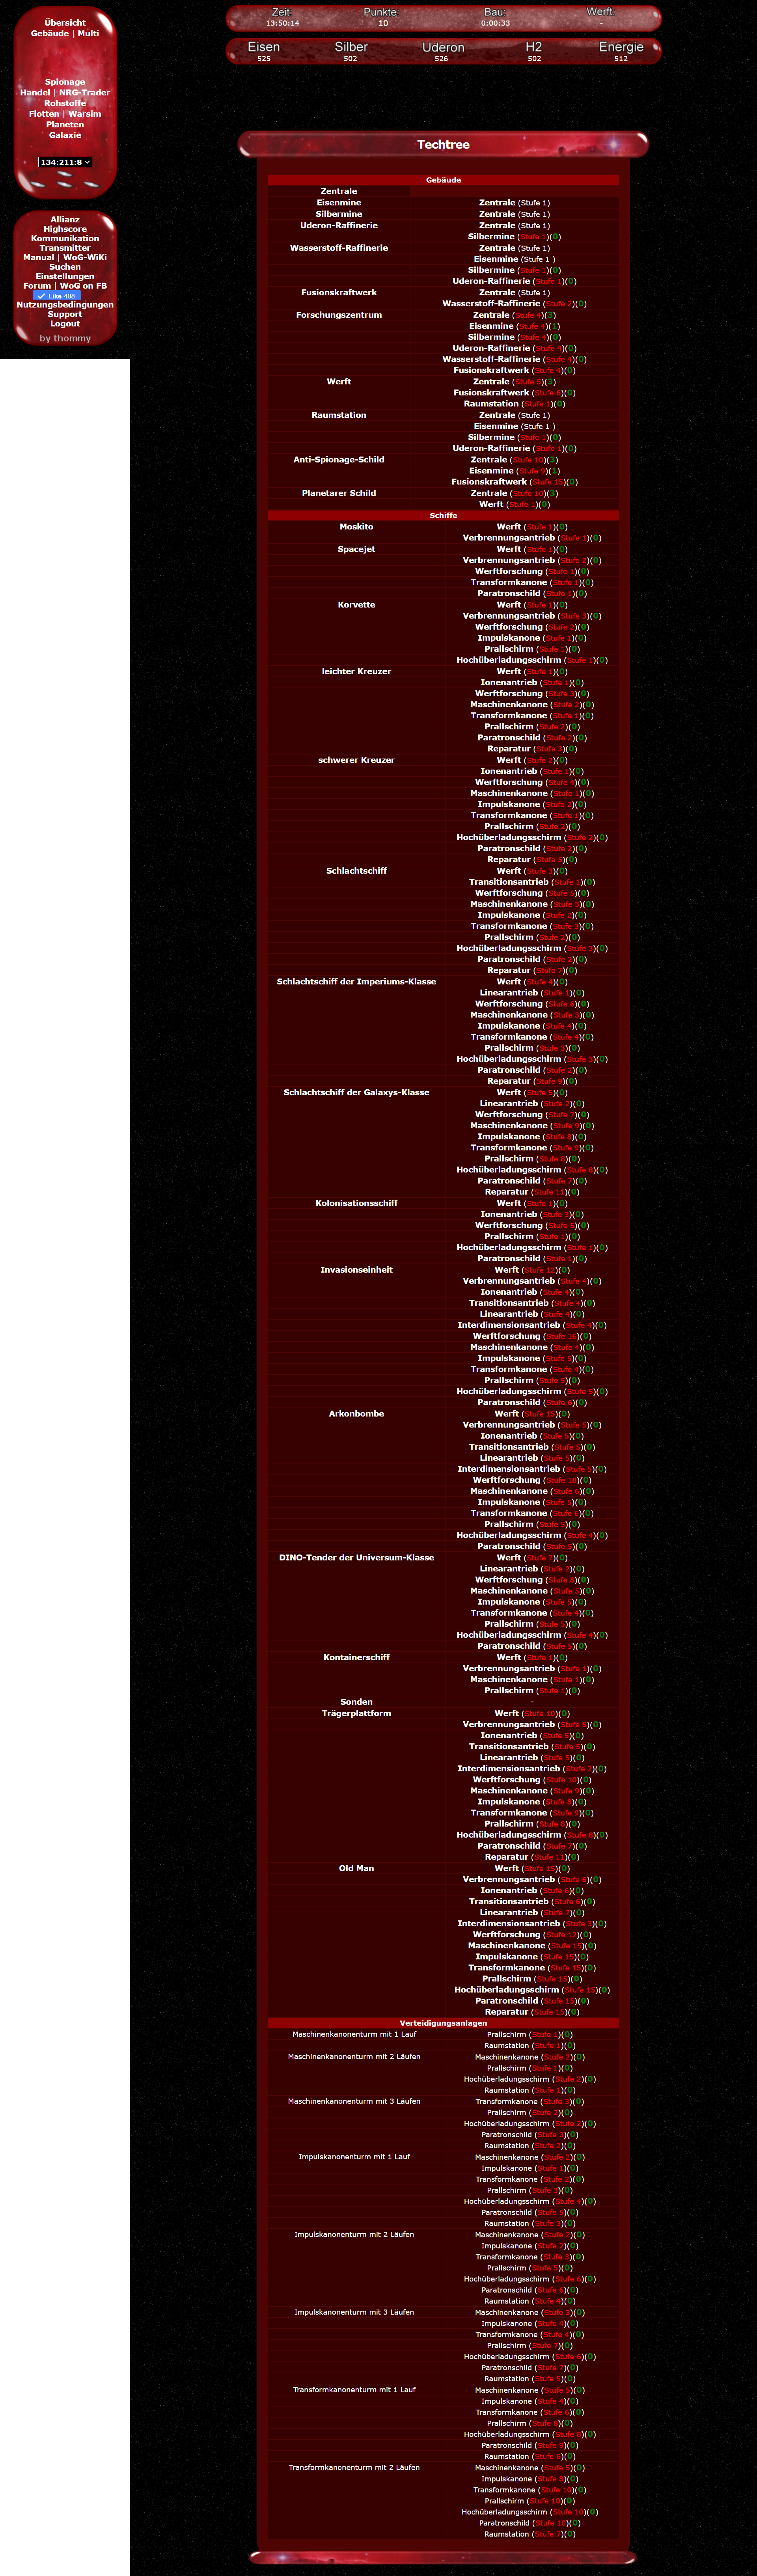 Übersicht
Gebäude | Multi
Spionage
Handel | NRG-Trader
Rohstoffe
Flotten | Warsim
Planeten
Galaxie
134:211:8
Allianz
Highscore
Kommunikation
Transmitter
Manual | WoG-WiKi
Suchen
Einstellungen
Forum | WoG on FB
Like 408
Nutzungsbedingungen
Support
Logout
by thommy
Zeit Punkte Bau Werft
13:50:14 10 0:00:33
Eisen Silber Uderon H2 Energie
525 502 526 502 512
Techtree
Gebäude
Zentrale
Eisenmine Zentrale (Stufe 1)
Silbermine Zentrale (Stufe 1)
Uderon-Raffinerie Zentrale (Stufe 1)
Silbermine (Stufe 1)(0)
Wasserstoff-Raffinerie Zentrale (Stufe 1)
Eisenmine (Stufe 1 )
Silbermine (Stufe 1)(0)
Uderon-Raffinerie (Stufe 1)(0)
Fusionskraftwerk Zentrale (Stufe 1)
Wasserstoff-Raffinerie (Stufe 2)(0)
Forschungszentrum Zentrale (Stufe 4)(3)
Eisenmine (Stufe 4)(1)
Silbermine (Stufe 4)(0)
Uderon-Raffinerie (Stufe 4)(0)
Wasserstoff-Raffinerie (Stufe 4)(0)
Fusionskraftwerk (Stufe 4)(0)
Werft Zentrale (Stufe 5)(3)
Fusionskraftwerk (Stufe 6)(0)
Raumstation (Stufe 1)(0)
Raumstation Zentrale (Stufe 1)
Eisenmine (Stufe 1 )
Silbermine (Stufe 1)(0)
Uderon-Raffinerie (Stufe 1)(0)
Anti-Spionage-Schild Zentrale (Stufe 10)(3)
Eisenmine (Stufe 9)(1)
Fusionskraftwerk (Stufe 15)(0)
Planetarer Schild Zentrale (Stufe 10)(3)
Werft (Stufe 1)(0)
Schiffe
Moskito Werft (Stufe 1)(0)
Verbrennungsantrieb (Stufe 1)(0)
Spacejet Werft (Stufe 1)(0)
Verbrennungsantrieb (Stufe 2)(0)
Werftforschung (Stufe 1)(0)
Transformkanone (Stufe 1)(0)
Paratronschild (Stufe 1)(0)
Korvette Werft (Stufe 1)(0)
Verbrennungsantrieb (Stufe 3)(0)
Werftforschung (Stufe 2)(0)
Impulskanone (Stufe 1)(0)
Prallschirm (Stufe 1)(0)
Hochüberladungsschirm (Stufe 1)(0)
leichter Kreuzer Werft (Stufe 1)(0)
Ionenantrieb (Stufe 1)(0)
Werftforschung (Stufe 3)(0)
Maschinenkanone (Stufe 2)(0)
Transformkanone (Stufe 1)(0)
Prallschirm (Stufe 2)(0)
Paratronschild (Stufe 2)(0)
Reparatur (Stufe 3)(0)
schwerer Kreuzer Werft (Stufe 2)(0)
Ionenantrieb (Stufe 1)(0)
Werftforschung (Stufe 4)(0)
Maschinenkanone (Stufe 1)(0)
Impulskanone (Stufe 2)(0)
Transformkanone (Stufe 1)(0)
Prallschirm (Stufe 2)(0)
Hochüberladungsschirm (Stufe 2)(0)
Paratronschild (Stufe 2)(0)
Reparatur (Stufe 5)(0)
Schlachtschiff Werft (Stufe 3)(0)
Transitionsantrieb (Stufe 1)(0)
Werftforschung (Stufe 5)(0)
Maschinenkanone (Stufe 3)(0)
Impulskanone (Stufe 2)(0)
Transformkanone (Stufe 3)(0)
Prallschirm (Stufe 2)(0)
Hochüberladungsschirm (Stufe 3)(0)
Paratronschild (Stufe 2)(0)
Reparatur (Stufe 7)(0)
Schlachtschiff der Imperiums-Klasse Werft (Stufe 4)(0)
Linearantrieb (Stufe 1)(0)
Werftforschung (Stufe 6)(0)
Maschinenkanone (Stufe 3)(0)
Impulskanone (Stufe 4)(0)
Transformkanone (Stufe 4)(0)
Prallschirm (Stufe 3)(0)
Hochüberladungsschirm (Stufe 3)(0)
Paratronschild (Stufe 2)(0)
Reparatur (Stufe 9)(0)
Schlachtschiff der Galaxys-Klasse Werft (Stufe 5)(0)
Linearantrieb (Stufe 2)(0)
Werftforschung (Stufe 7)(0)
Maschinenkanone (Stufe 9)(0)
Impulskanone (Stufe 8)(0)
Transformkanone (Stufe 9)(0)
Prallschirm (Stufe 8)(0)
Hochüberladungsschirm (Stufe 8)(0)
Paratronschild (Stufe 7)(0)
Reparatur (Stufe 11)(0)
Kolonisationsschiff Werft (Stufe 1)(0)
Ionenantrieb (Stufe 3)(0)
Werftforschung (Stufe 5)(0)
Prallschirm (Stufe 1)(0)
Hochüberladungsschirm (Stufe 1)(0)
Paratronschild (Stufe 1)(0)
Invasionseinheit Werft (Stufe 12)(0)
Verbrennungsantrieb (Stufe 4)(0)
Ionenantrieb (Stufe 4)(0)
Transitionsantrieb (Stufe 4)(0)
Linearantrieb (Stufe 4)(0)
Interdimensionsantrieb (Stufe 4)(0)
Werftforschung (Stufe 16)(0)
Maschinenkanone (Stufe 4)(0)
Impulskanone (Stufe 5)(0)
Transformkanone (Stufe 4)(0)
Prallschirm (Stufe 5)(0)
Hochüberladungsschirm (Stufe 5)(0)
Paratronschild (Stufe 6)(0)
Arkonbombe Werft (Stufe 15)(0)
Verbrennungsantrieb (Stufe 5)(0)
Ionenantrieb (Stufe 5)(0)
Transitionsantrieb (Stufe 5)(0)
Linearantrieb (Stufe 5)(0)
Interdimensionsantrieb (Stufe 5)(0)
Werftforschung (Stufe 18)(0)
Maschinenkanone (Stufe 6)(0)
Impulskanone (Stufe 5)(0)
Transformkanone (Stufe 6)(0)
Prallschirm (Stufe 5)(0)
Hochüberladungsschirm (Stufe 4)(0)
Paratronschild (Stufe 5)(0)
DINO-Tender der Universum-Klasse Werft (Stufe 7)(0)
Linearantrieb (Stufe 2)(0)
Werftforschung (Stufe 8)(0)
Maschinenkanone (Stufe 5)(0)
Impulskanone (Stufe 5)(0)
Transformkanone (Stufe 4)(0)
Prallschirm (Stufe 5)(0)
Hochüberladungsschirm (Stufe 4)(0)
Paratronschild (Stufe 5)(0)
Kontainerschiff Werft (Stufe 1)(0)
Verbrennungsantrieb (Stufe 1)(0)
Maschinenkanone (Stufe 1)(0)
Prallschirm (Stufe 1)(0)
Sonden -
Trägerplattform Werft (Stufe 10)(0)
Verbrennungsantrieb (Stufe 5)(0)
Ionenantrieb (Stufe 5)(0)
Transitionsantrieb (Stufe 5)(0)
Linearantrieb (Stufe 5)(0)
Interdimensionsantrieb (Stufe 2)(0)
Werftforschung (Stufe 10)(0)
Maschinenkanone (Stufe 9)(0)
Impulskanone (Stufe 8)(0)
Transformkanone (Stufe 9)(0)
Prallschirm (Stufe 8)(0)
Hochüberladungsschirm (Stufe 8)(0)
Paratronschild (Stufe 7)(0)
Reparatur (Stufe 11)(0)
Old Man Werft (Stufe 15)(0)
Verbrennungsantrieb (Stufe 6)(0)
Ionenantrieb (Stufe 6)(0)
Transitionsantrieb (Stufe 6)(0)
Linearantrieb (Stufe 7)(0)
Interdimensionsantrieb (Stufe 3)(0)
Werftforschung (Stufe 12)(0)
Maschinenkanone (Stufe 15)(0)
Impulskanone (Stufe 15)(0)
Transformkanone (Stufe 15)(0)
Prallschirm (Stufe 15)(0)
Hochüberladungsschirm (Stufe 15)(0)
Paratronschild (Stufe 15)(0)
Reparatur (Stufe 15)(0)
Verteidigungsanlagen
Maschinenkanonenturm mit 1 Lauf Prallschirm (Stufe 1)(0)
Raumstation (Stufe 1)(0)
Maschinenkanonenturm mit 2 Läufen Maschinenkanone (Stufe 2)(0)
Prallschirm (Stufe 1)(0)
Hochüberladungsschirm (Stufe 2)(0)
Raumstation (Stufe 1)(0)
Maschinenkanonenturm mit 3 Läufen Transformkanone (Stufe 3)(0)
Prallschirm (Stufe 2)(0)
Hochüberladungsschirm (Stufe 2)(0)
Paratronschild (Stufe 3)(0)
Raumstation (Stufe 2)(0)
Impulskanonenturm mit 1 Lauf Maschinenkanone (Stufe 2)(0)
Impulskanone (Stufe 1)(0)
Transformkanone (Stufe 2)(0)
Prallschirm (Stufe 3)(0)
Hochüberladungsschirm (Stufe 4)(0)
Paratronschild (Stufe 5)(0)
Raumstation (Stufe 3)(0)
Impulskanonenturm mit 2 Läufen Maschinenkanone (Stufe 2)(0)
Impulskanone (Stufe 2)(0)
Transformkanone (Stufe 3)(0)
Prallschirm (Stufe 5)(0)
Hochüberladungsschirm (Stufe 6)(0)
Paratronschild (Stufe 6)(0)
Raumstation (Stufe 4)(0)
Impulskanonenturm mit 3 Läufen Maschinenkanone (Stufe 3)(0)
Impulskanone (Stufe 4)(0)
Transformkanone (Stufe 4)(0)
Prallschirm (Stufe 7)(0)
Hochüberladungsschirm (Stufe 6)(0)
Paratronschild (Stufe 7)(0)
Raumstation (Stufe 5)(0)
Transformkanonenturm mit 1 Lauf Maschinenkanone (Stufe 5)(0)
Impulskanone (Stufe 4)(0)
Transformkanone (Stufe 6)(0)
Prallschirm (Stufe 8)(0)
Hochüberladungsschirm (Stufe 8)(0)
Paratronschild (Stufe 9)(0)
Raumstation (Stufe 6)(0)
Transformkanonenturm mit 2 Läufen Maschinenkanone (Stufe 5)(0)
Impulskanone (Stufe 8)(0)
Transformkanone (Stufe 10)(0)
Prallschirm (Stufe 10)(0)
Hochüberladungsschirm (Stufe 10)(0)
Paratronschild (Stufe 10)(0)
Raumstation (Stufe 7)(0)